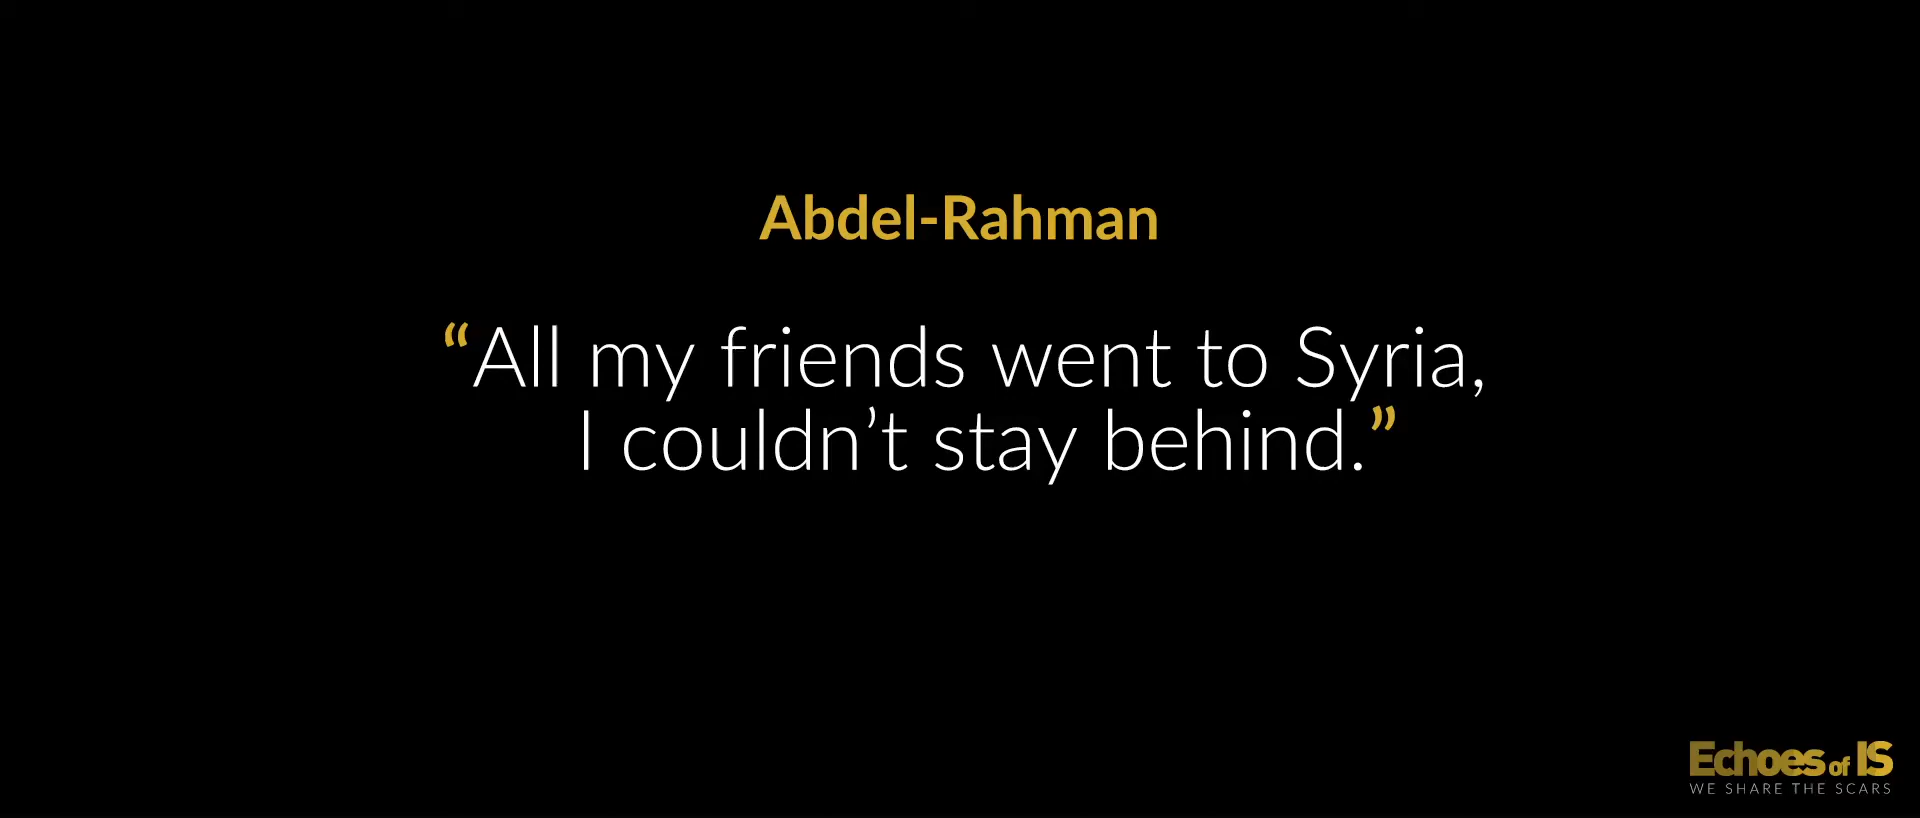 Abdel-Rahman
“All my friends went to Syria,
I couldn’t stay behind.”
Echoes of IS
WE SHARE THE SCARS